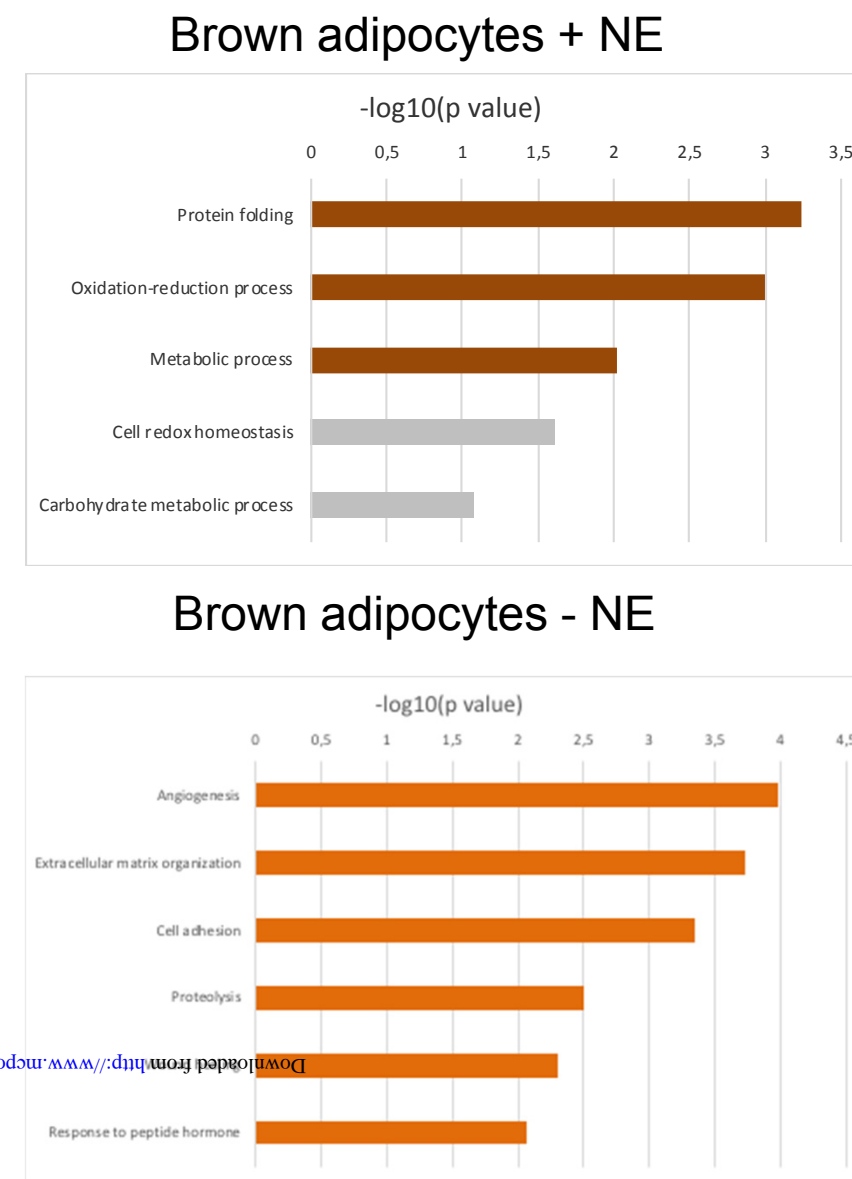 Brown adipocytes + NE
-log10(p value)
0 0,5 1 1,5 2 2,5 3 3,5
Protein folding
Oxidation-reduction process
Metabolic process
Cell redox homeostasis
Carbohydrate metabolic process
Brown adipocytes - NE
-log10(p value)
0 0,5 1 1,5 2 2,5 3 3,5 4 4,5
Angiogenesis
Extracellular matrix organization
Cell adhesion
Proteolysis
Downloaded from http://www.mcpo
Response to peptide hormone